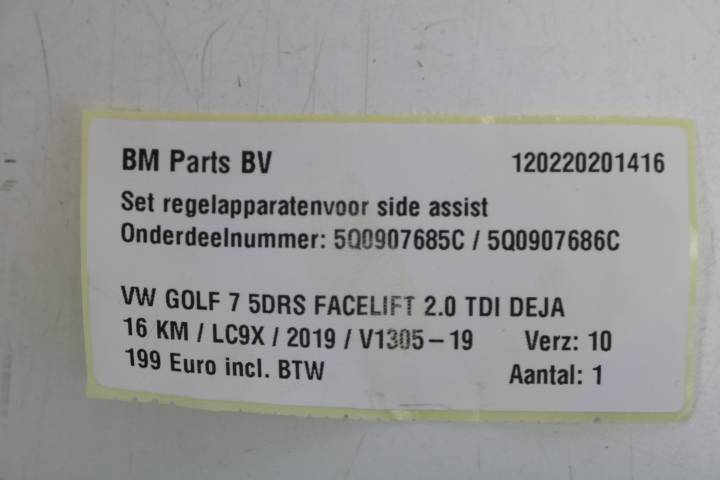 BM Parts BV 120220201416
Set regelapparatenvoor side assist
Onderdeelnummer: 5Q0907685C / 5Q0907686C
VW GOLF 7 5DRS FACELIFT 2.0 TDI DEJA
16 KM / LC9X / 2019 / V1305-19 Verz: 10
199 Euro incl. BTW Aantal: 1